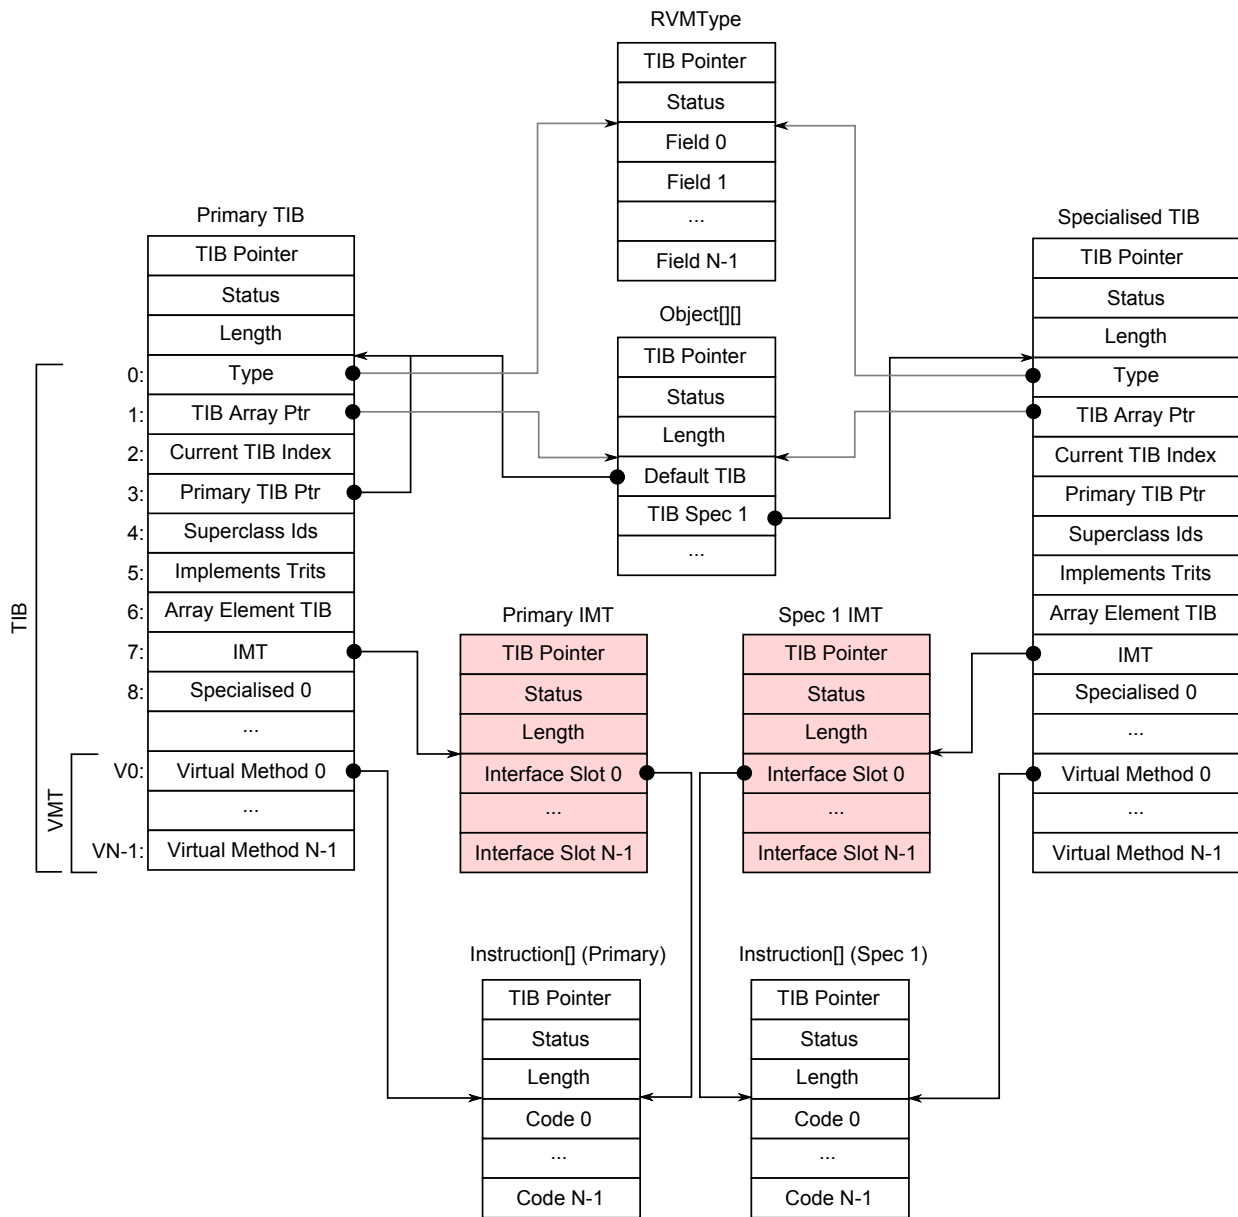 RVMType
TIB Pointer
Status
Field 0
Field 1
...
Field N-1
Primary TIB
TIB Pointer
Status
Length
TIB
0: Type
1: TIB Array Ptr
2: Current TIB Index
3: Primary TIB Ptr
4: Superclass Ids
5: Implements Trits
6: Array Element TIB
7: IMT
8: Specialised 0
...
VMT
V0: Virtual Method 0
...
VN-1: Virtual Method N-1
Object[][]
TIB Pointer
Status
Length
Default TIB
TIB Spec 1
...
Specialised TIB
TIB Pointer
Status
Length
Type
TIB Array Ptr
Current TIB Index
Primary TIB Ptr
Superclass Ids
Implements Trits
Array Element TIB
IMT
Specialised 0
...
Virtual Method 0
...
Virtual Method N-1
Primary IMT
TIB Pointer
Status
Length
Interface Slot 0
...
Interface Slot N-1
Spec 1 IMT
TIB Pointer
Status
Length
Interface Slot 0
...
Interface Slot N-1
Instruction[] (Primary)
TIB Pointer
Status
Length
Code 0
...
Code N-1
Instruction[] (Spec 1)
TIB Pointer
Status
Length
Code 0
...
Code N-1